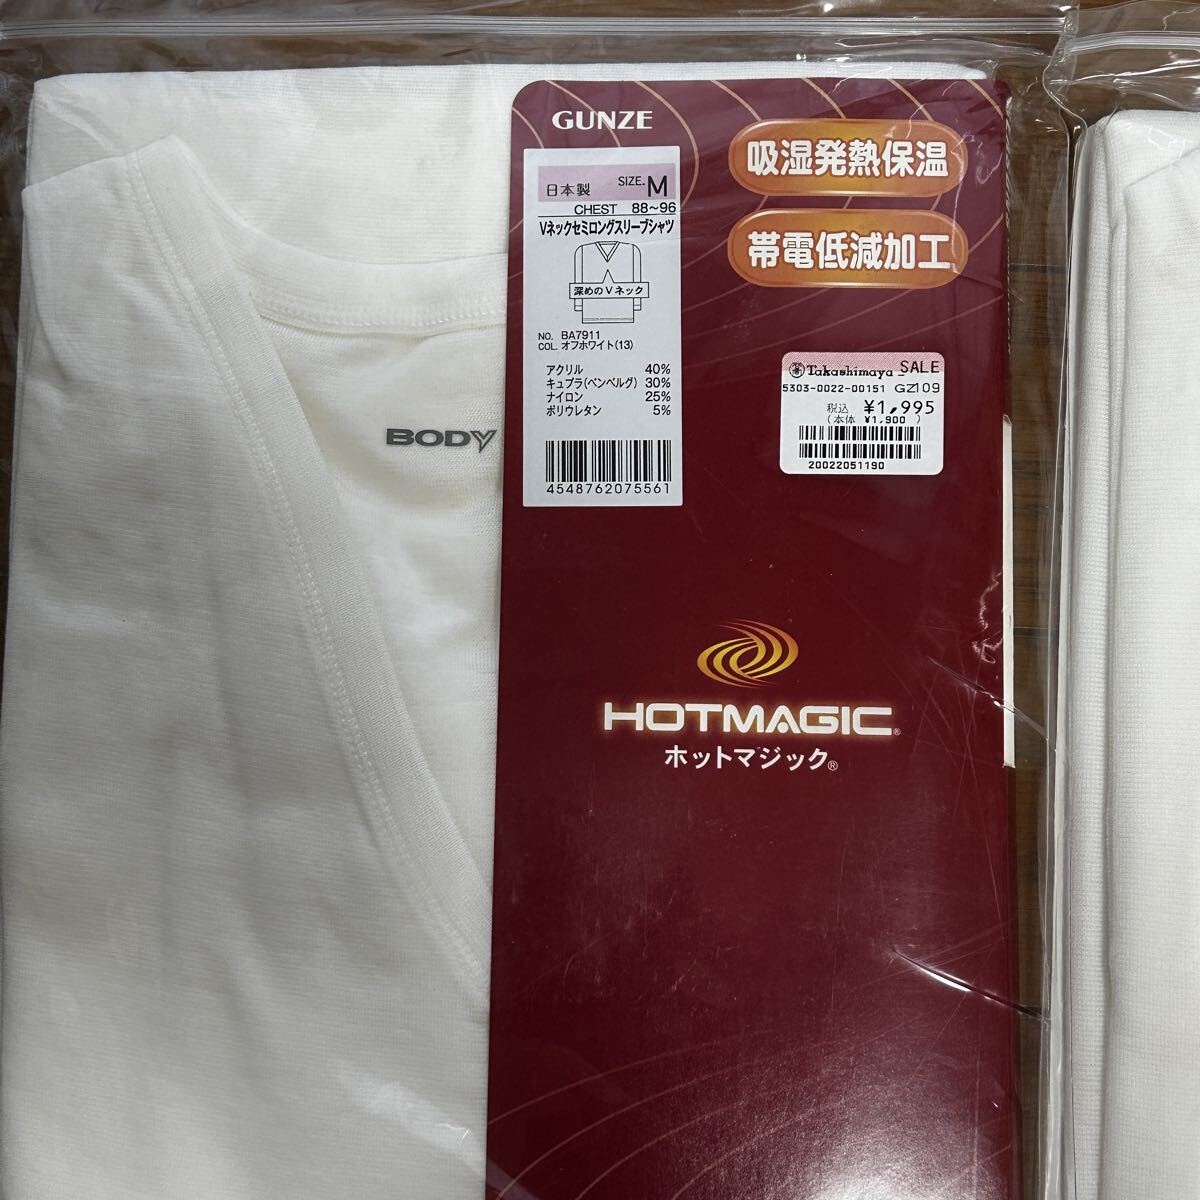 GUNZE
日本製 SIZE. M
CHEST 88～96
Vネックセミロングスリーブシャツ
深めのVネック
NO. BA7911
COL. オフホワイト(13)
アクリル 40%
キュプラ(ベンベルグ) 30%
ナイロン 25%
ポリウレタン 5%
4548762075561
吸湿発熱保温
帯電低減加工
Takashimaya SALE
5303-0022-00151 GZ109
税込 ¥1,995
(本体 ¥1,900 )
20022051190
BODY
HOTMAGIC®
ホットマジック®